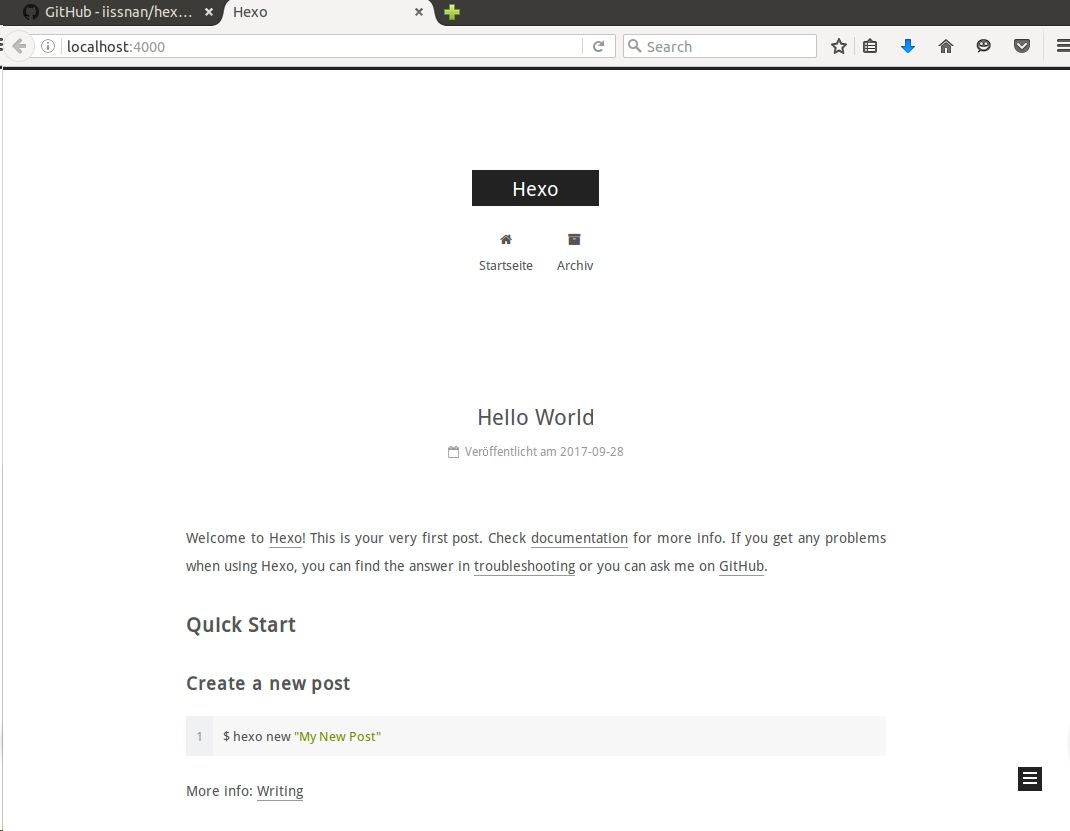 GitHub - iissnan/hex...
Hexo
localhost:4000
Search
Hexo
Startseite Archiv
Hello World
Veröffentlicht am 2017-09-28
Welcome to Hexo! This is your very first post. Check documentation for more info. If you get any problems
when using Hexo, you can find the answer in troubleshooting or you can ask me on GitHub.
Quick Start
Create a new post
1 $ hexo new "My New Post"
More info: Writing